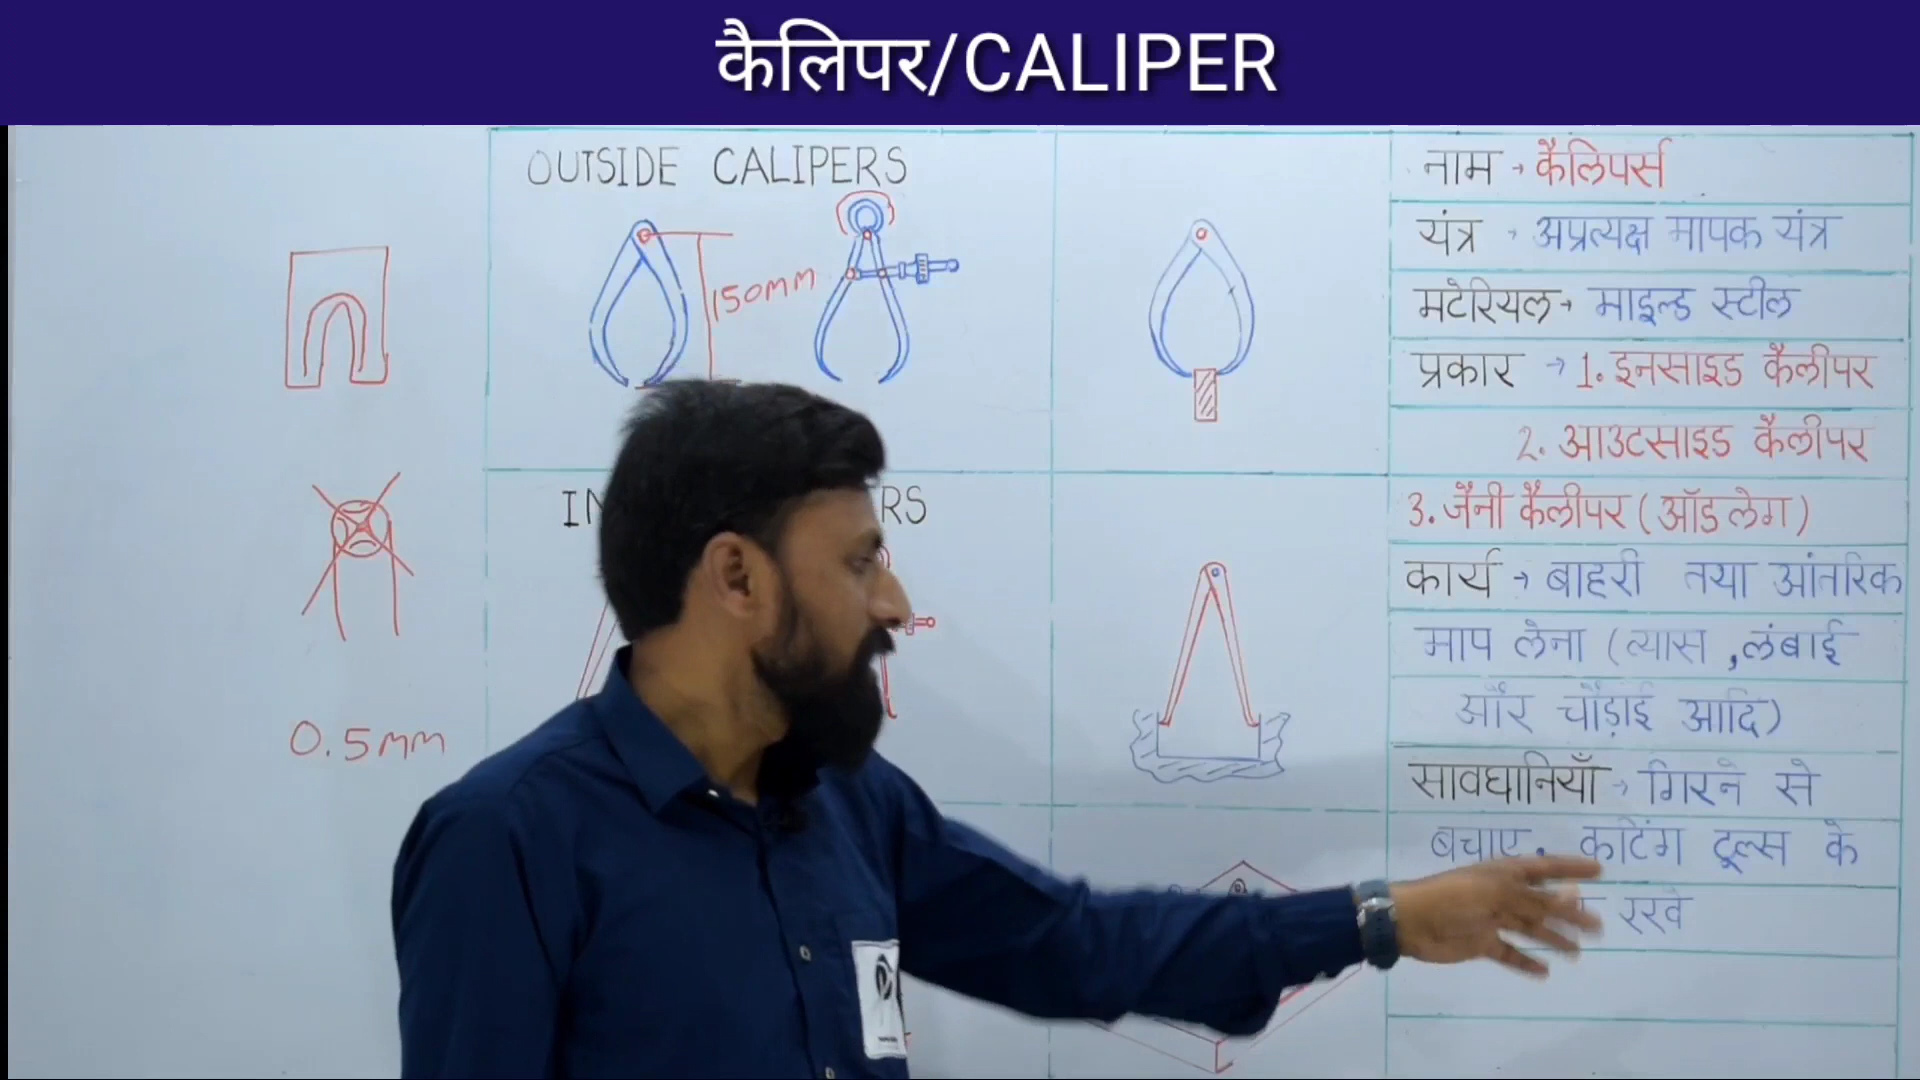 कैलिपर/CALIPER
OUTSIDE CALIPERS
150mm
IN
RS
0.5mm
नाम → कैलिपर्स
यंत्र → अप्रत्यक्ष मापक यंत्र
मटेरियल → माइल्ड स्टील
प्रकार → 1. इनसाइड कैलीपर
2. आउटसाइड कैलीपर
3. जैनी कैलीपर (ऑड लेग)
कार्य → बाहरी तथा आंतरिक
माप लेना (व्यास , लंबाई
और चौड़ाई आदि)
सावधानियाँ → गिरने से
बचाए. कटिंग टूल्स के
रखे